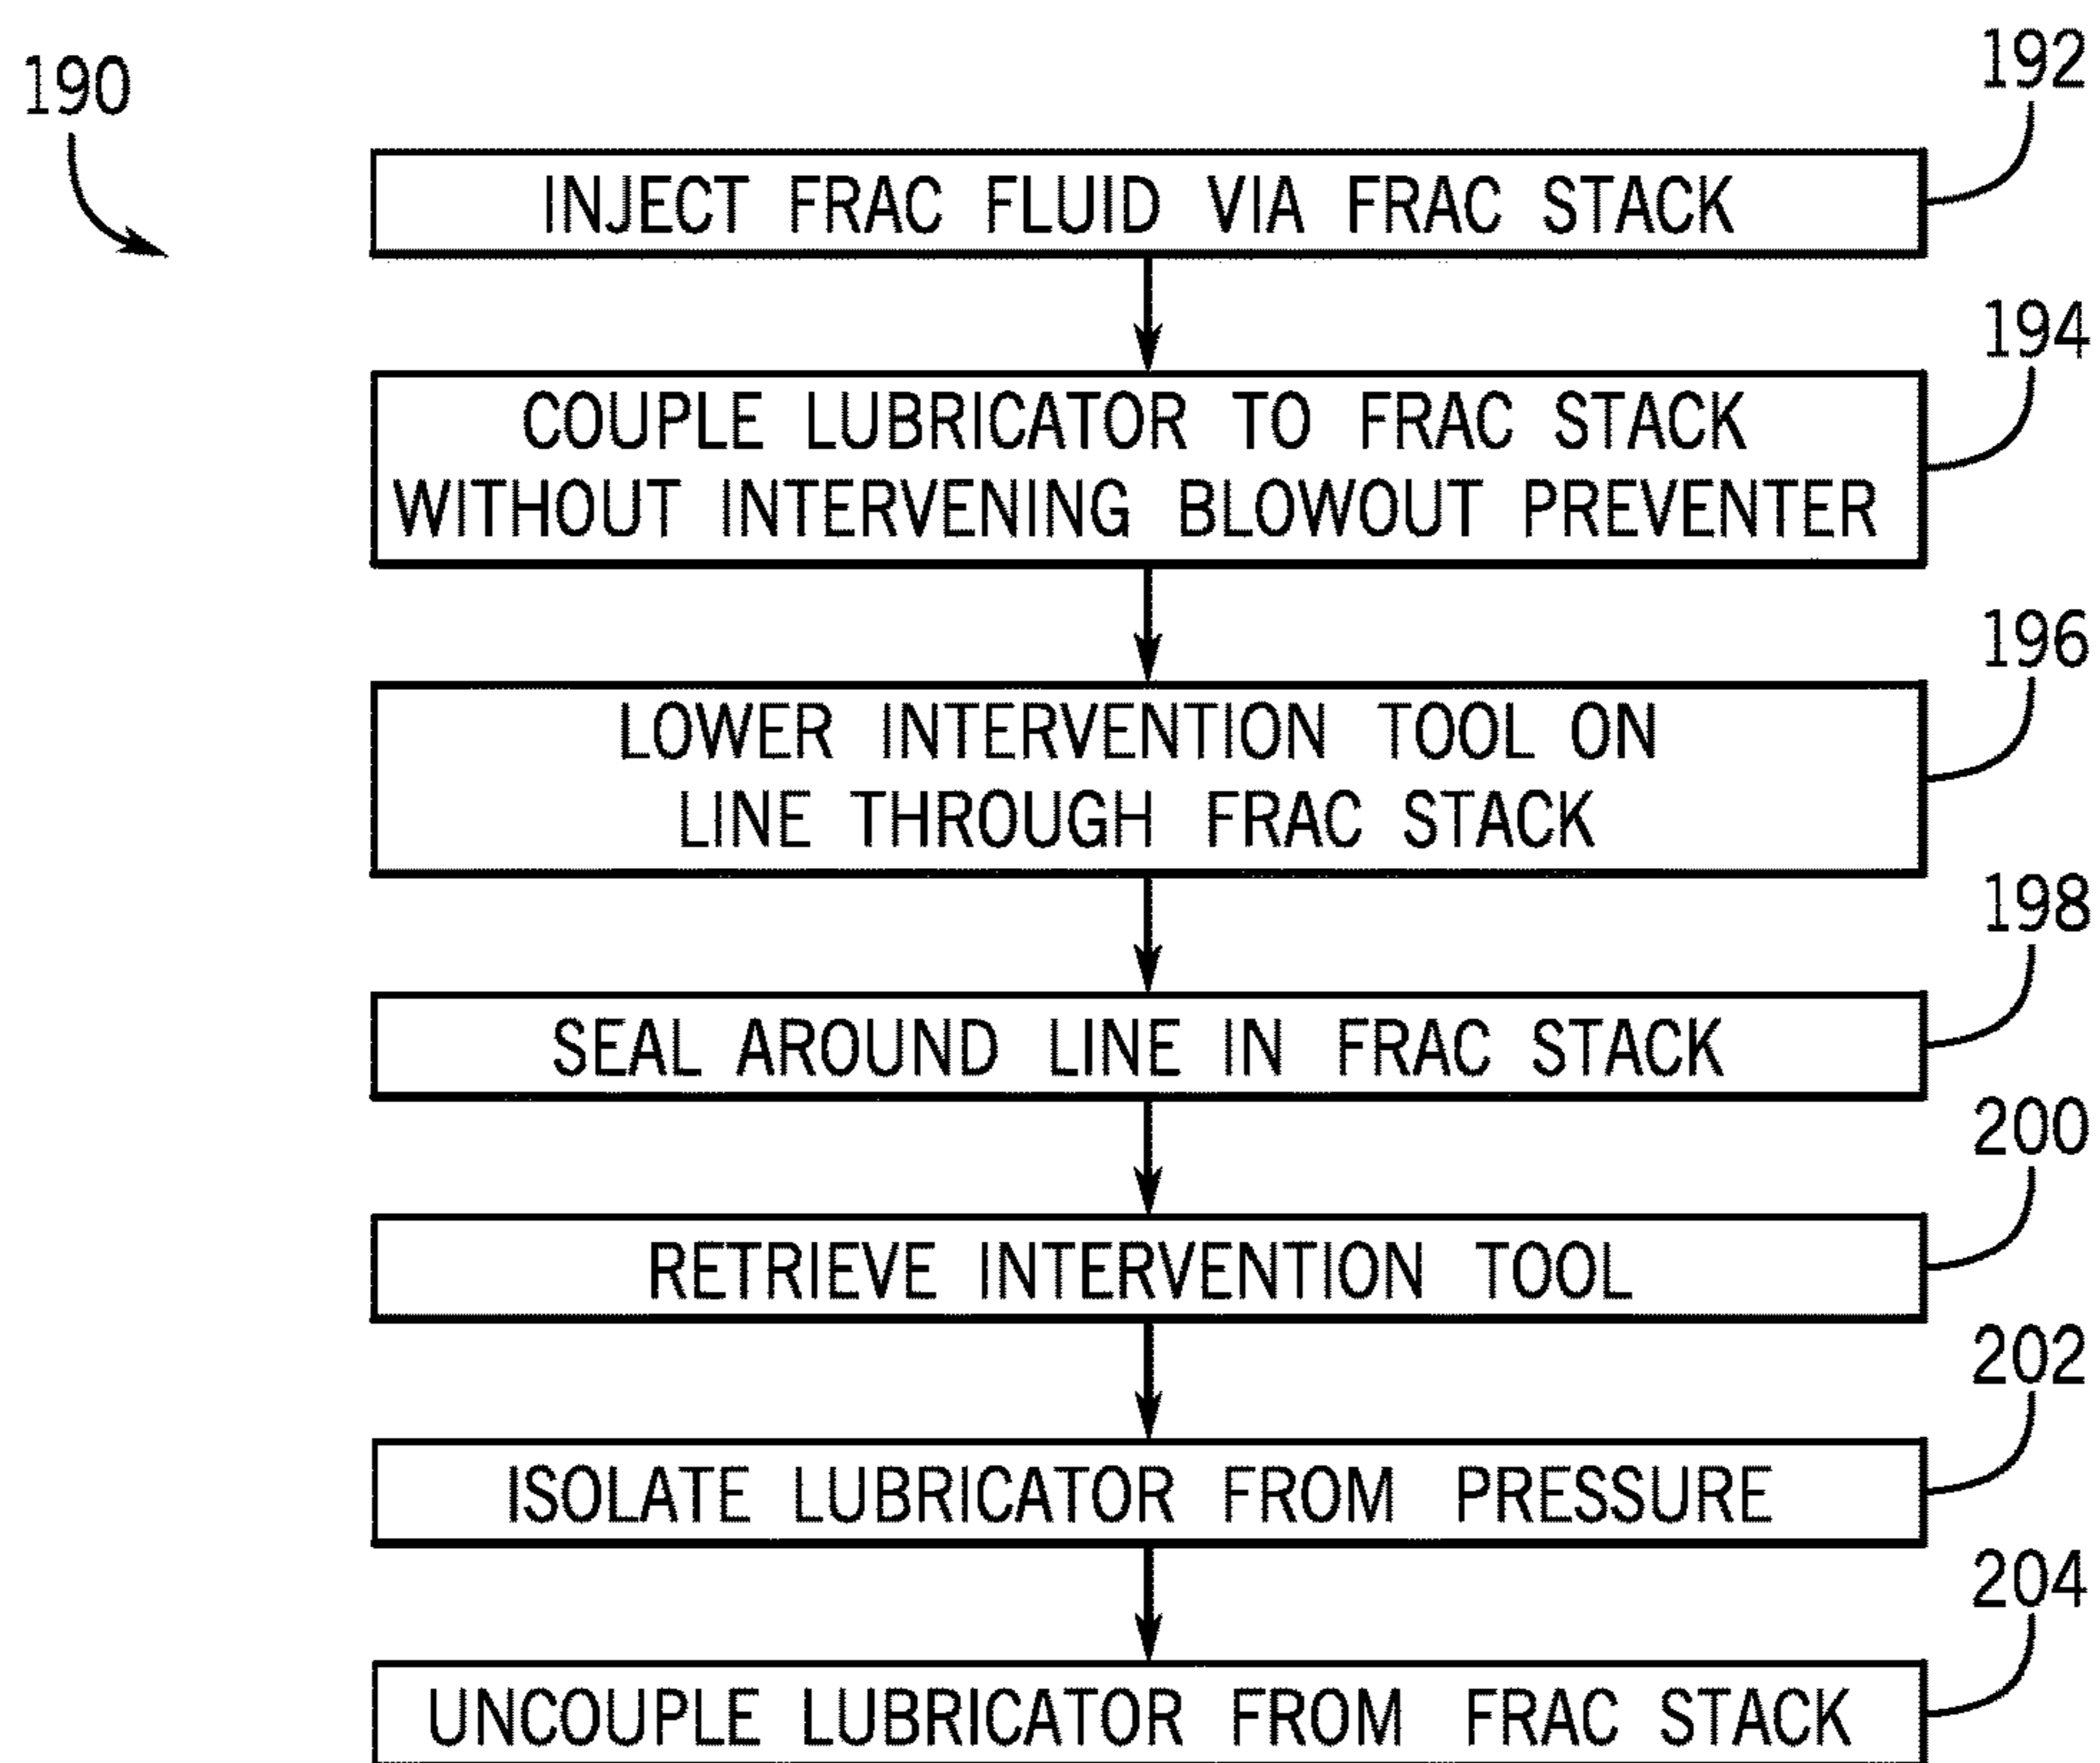 190
192
INJECT FRAC FLUID VIA FRAC STACK
194
COUPLE LUBRICATOR TO FRAC STACK
WITHOUT INTERVENING BLOWOUT PREVENTER
196
LOWER INTERVENTION TOOL ON
LINE THROUGH FRAC STACK
198
SEAL AROUND LINE IN FRAC STACK
200
RETRIEVE INTERVENTION TOOL
202
ISOLATE LUBRICATOR FROM PRESSURE
204
UNCOUPLE LUBRICATOR FROM FRAC STACK